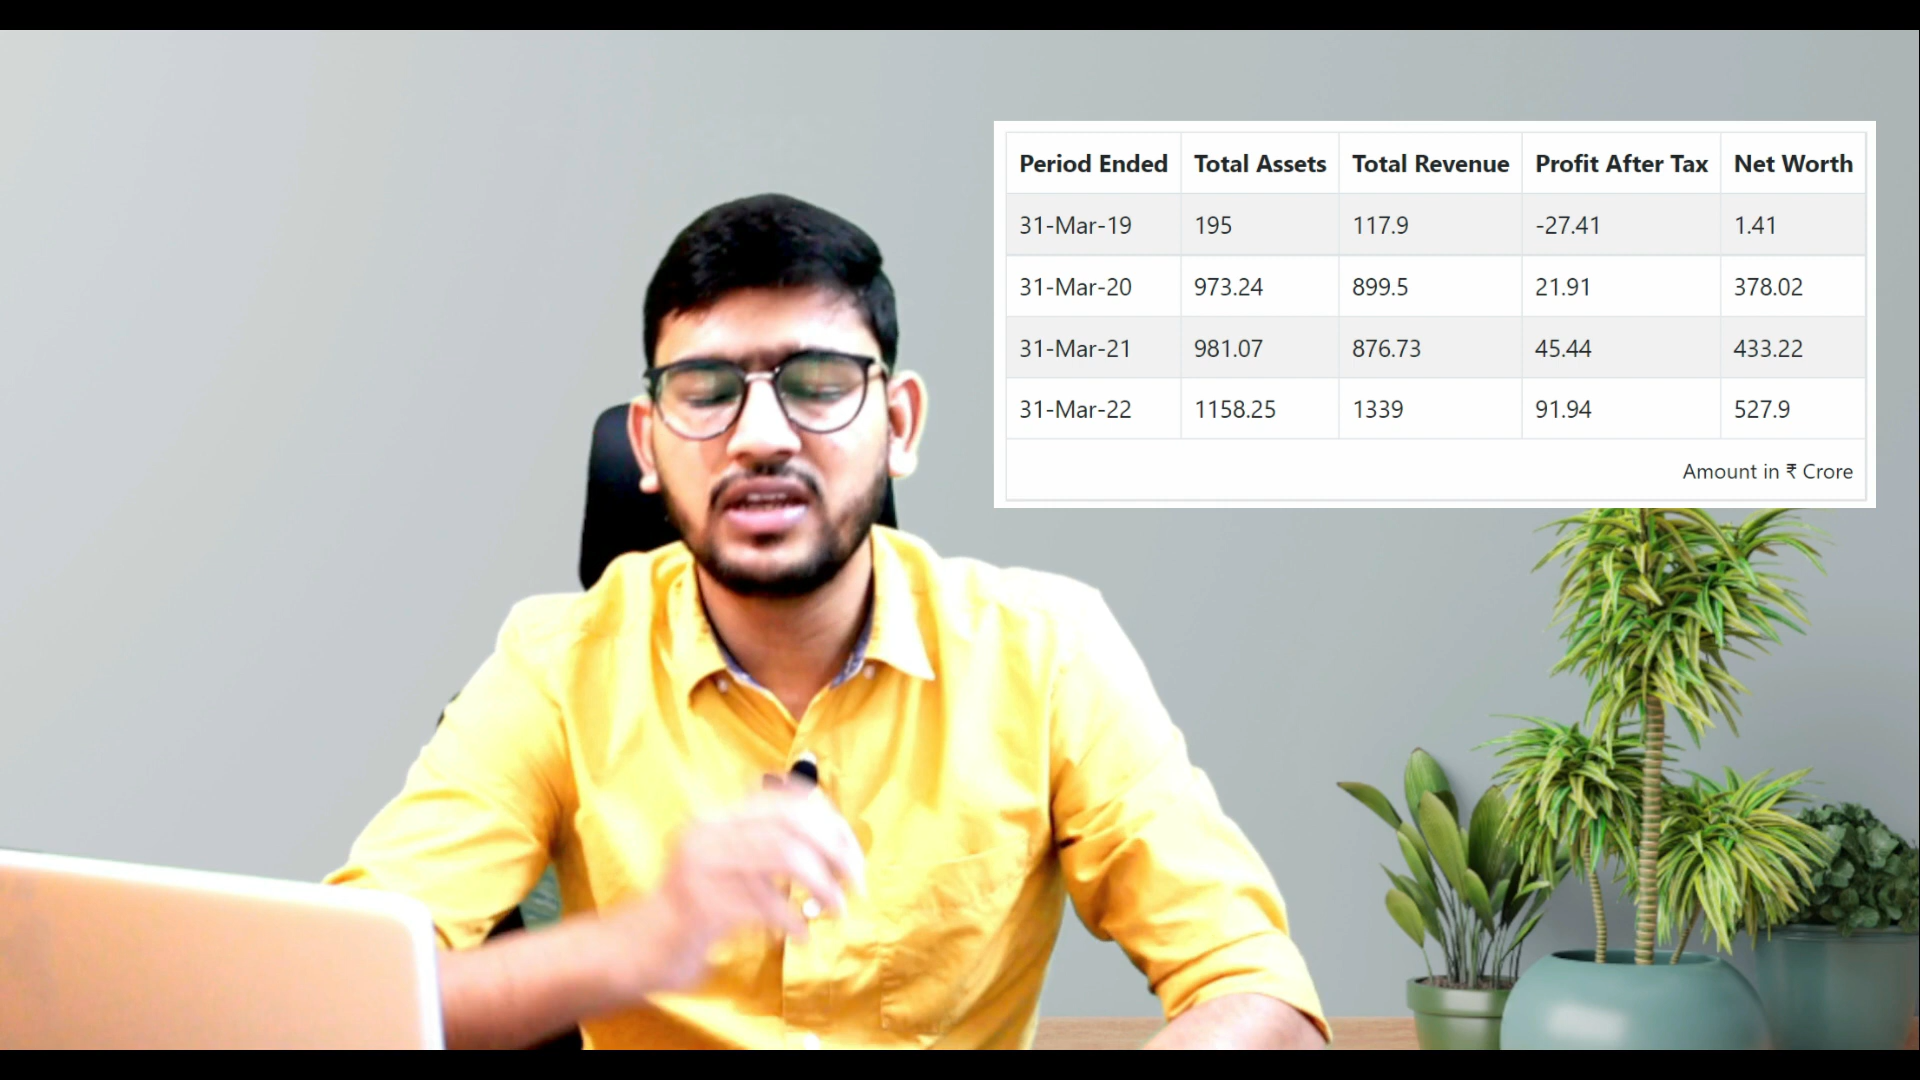 Period Ended Total Assets Total Revenue Profit After Tax Net Worth
31-Mar-19 195 117.9 -27.41 1.41
31-Mar-20 973.24 899.5 21.91 378.02
31-Mar-21 981.07 876.73 45.44 433.22
31-Mar-22 1158.25 1339 91.94 527.9
Amount in ₹ Crore